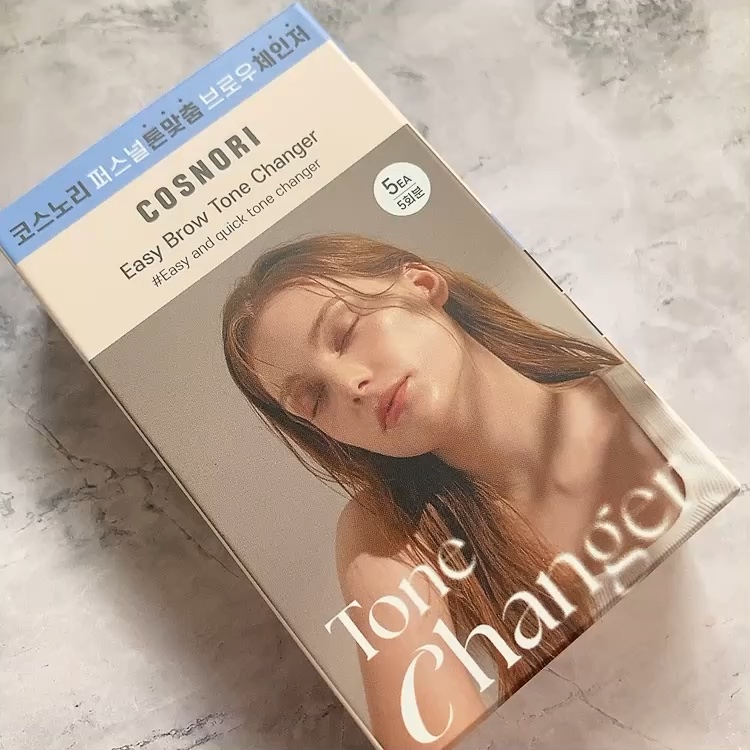 코스노리 퍼스널톤맞춤 브로우체인저
COSNORI
Easy Brow Tone Changer
#Easy and quick tone changer
5EA
5회분
Tone
Changer